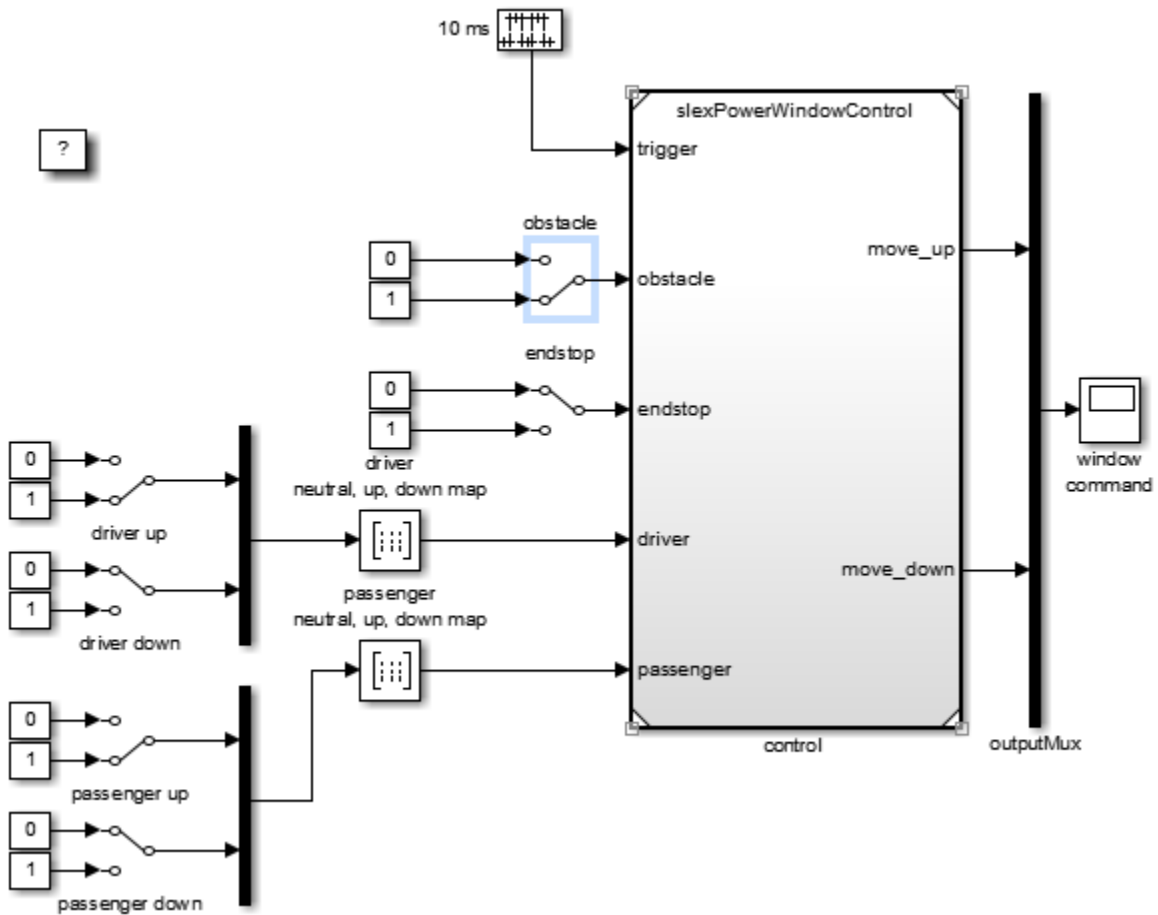 10 ms
slexPowerWindowControl
?
trigger
obstacle
0
1
obstacle
move_up
endstop
0
1
endstop
driver
neutral, up, down map
0
1
driver up
driver
window
command
0
1
driver down
move_down
passenger
neutral, up, down map
passenger
0
1
passenger up
control
outputMux
0
1
passenger down